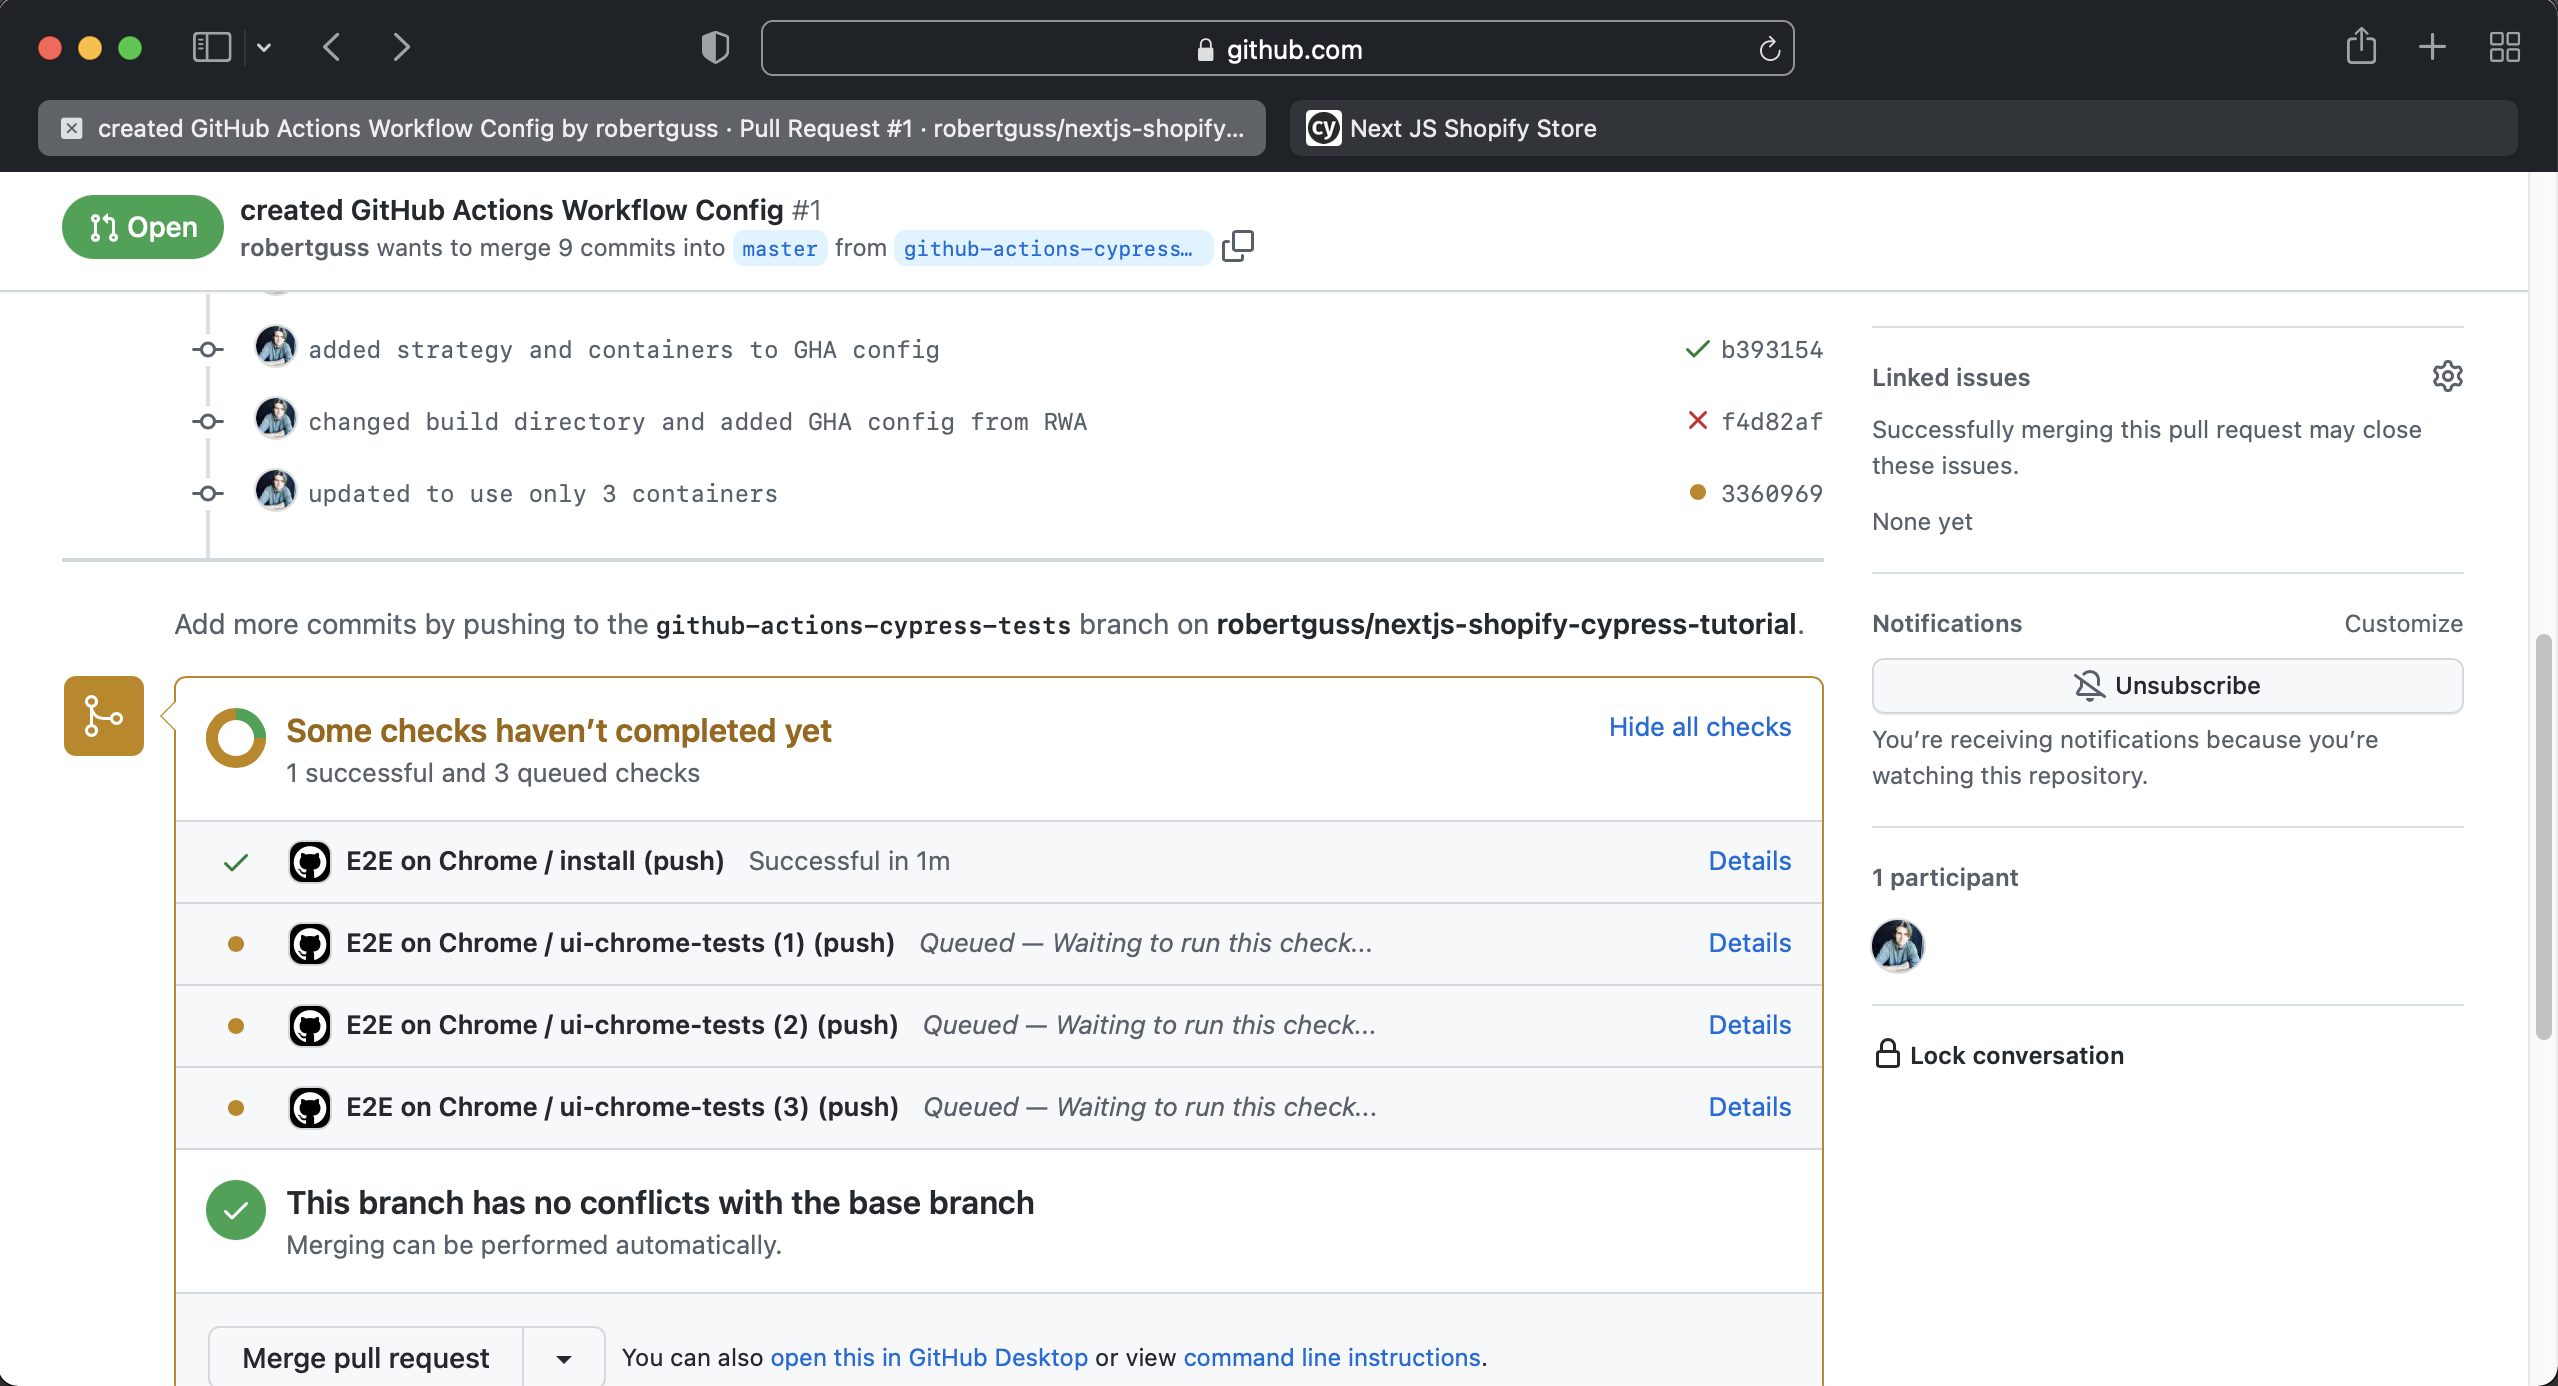 github.com
created GitHub Actions Workflow Config by robertguss · Pull Request #1 · robertguss/nextjs-shopify...
cy Next JS Shopify Store
Open
created GitHub Actions Workflow Config #1
robertguss wants to merge 9 commits into master from github-actions-cypress…
added strategy and containers to GHA config b393154
changed build directory and added GHA config from RWA f4d82af
updated to use only 3 containers 3360969
Add more commits by pushing to the github-actions-cypress-tests branch on robertguss/nextjs-shopify-cypress-tutorial.
Some checks haven’t completed yet
Hide all checks
1 successful and 3 queued checks
E2E on Chrome / install (push) Successful in 1m Details
E2E on Chrome / ui-chrome-tests (1) (push) Queued — Waiting to run this check... Details
E2E on Chrome / ui-chrome-tests (2) (push) Queued — Waiting to run this check... Details
E2E on Chrome / ui-chrome-tests (3) (push) Queued — Waiting to run this check... Details
This branch has no conflicts with the base branch
Merging can be performed automatically.
Merge pull request
You can also open this in GitHub Desktop or view command line instructions.
Linked issues
Successfully merging this pull request may close
these issues.
None yet
Notifications Customize
Unsubscribe
You’re receiving notifications because you’re
watching this repository.
1 participant
Lock conversation